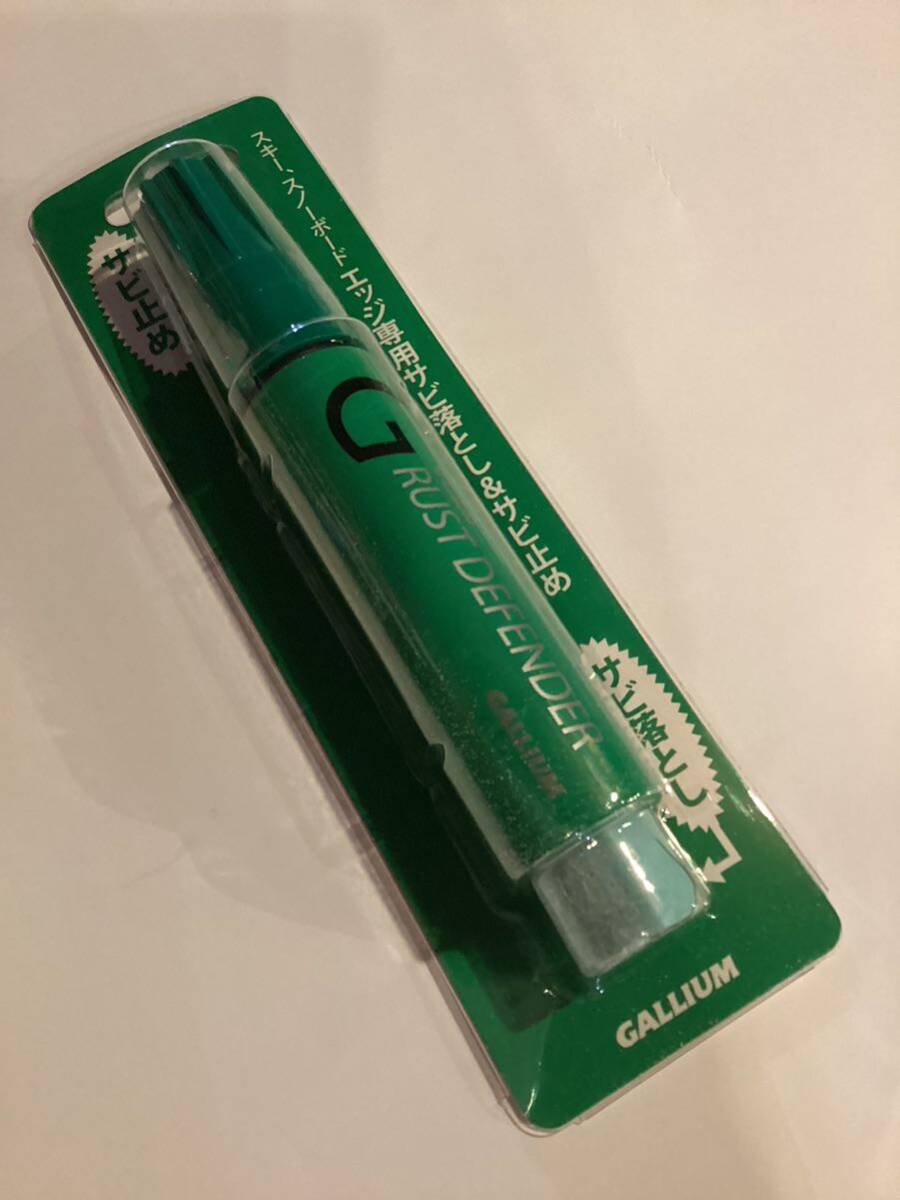 スキー、スノーボード エッジ専用サビ落とし&サビ止め
サビ止め
G
RUST DEFENDER
GALLIUM
サビ落とし
GALLIUM